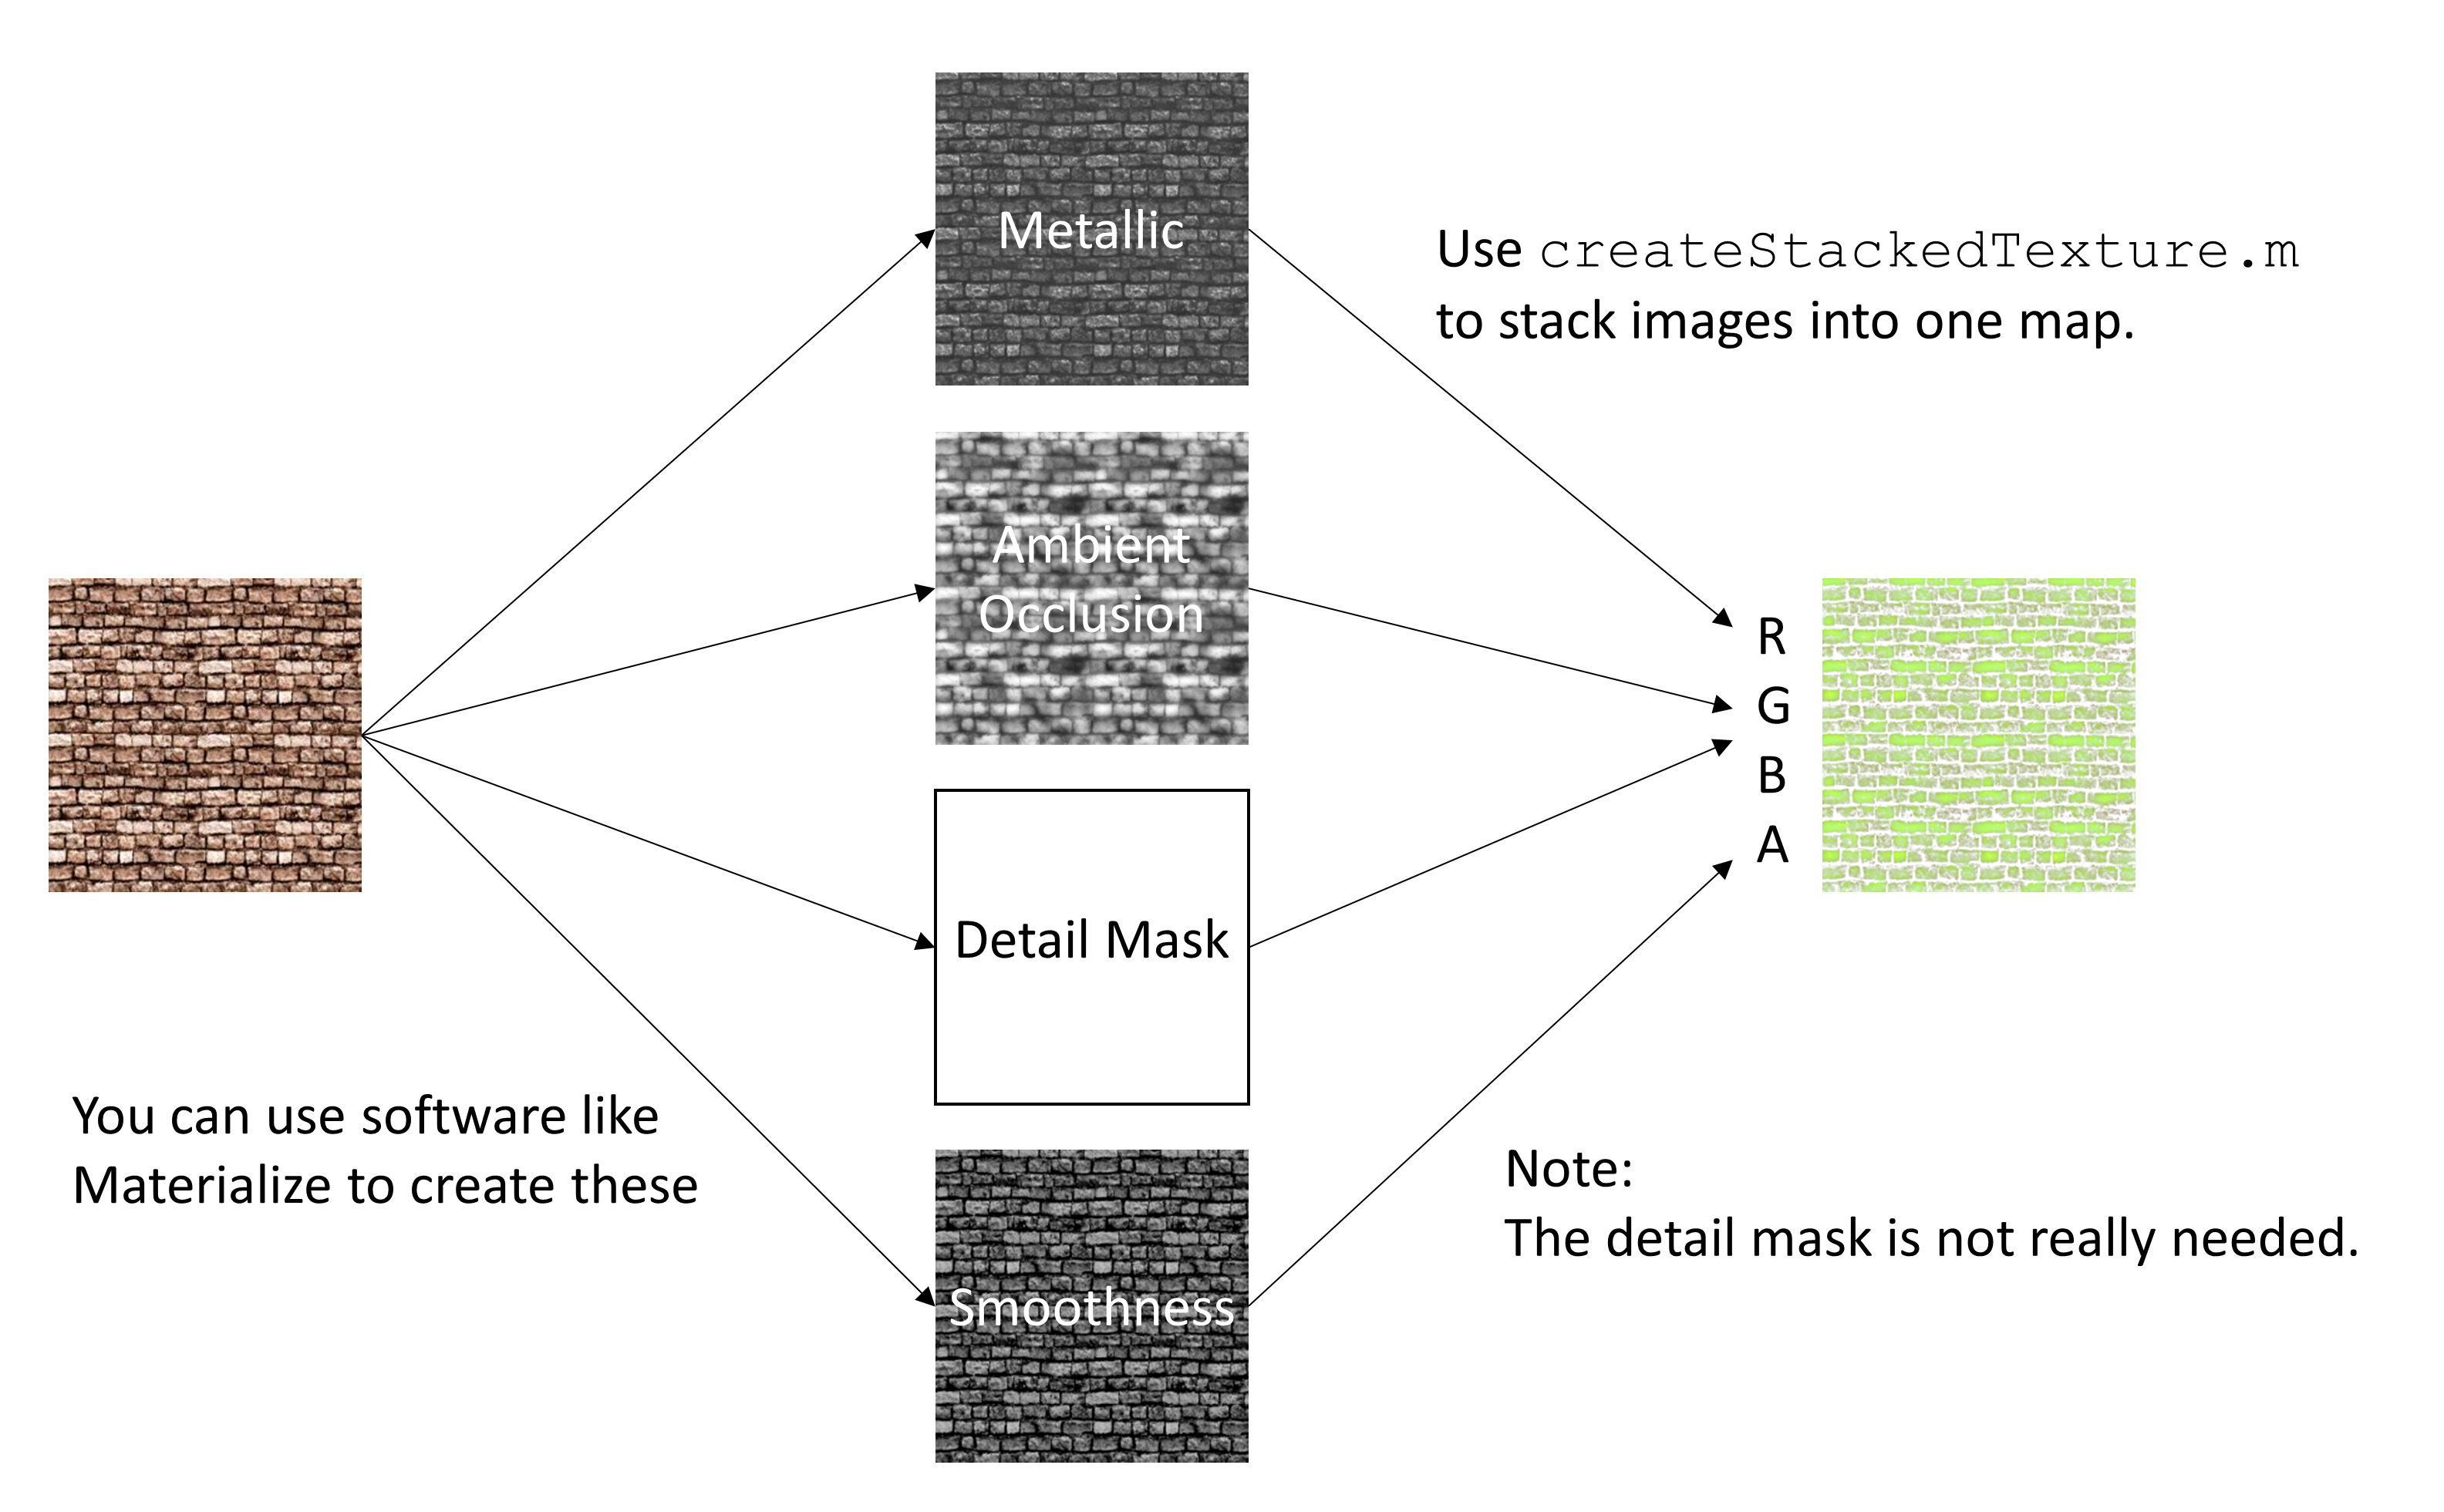 Metallic
Use createStackedTexture.m
to stack images into one map.
Ambient
Occlusion
R
G
B
A
Detail Mask
You can use software like
Materialize to create these
Smoothness
Note:
The detail mask is not really needed.